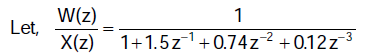 Let, W(z)/X(z) = 1/(1+1.5z⁻¹+0.74z⁻²+0.12z⁻³)